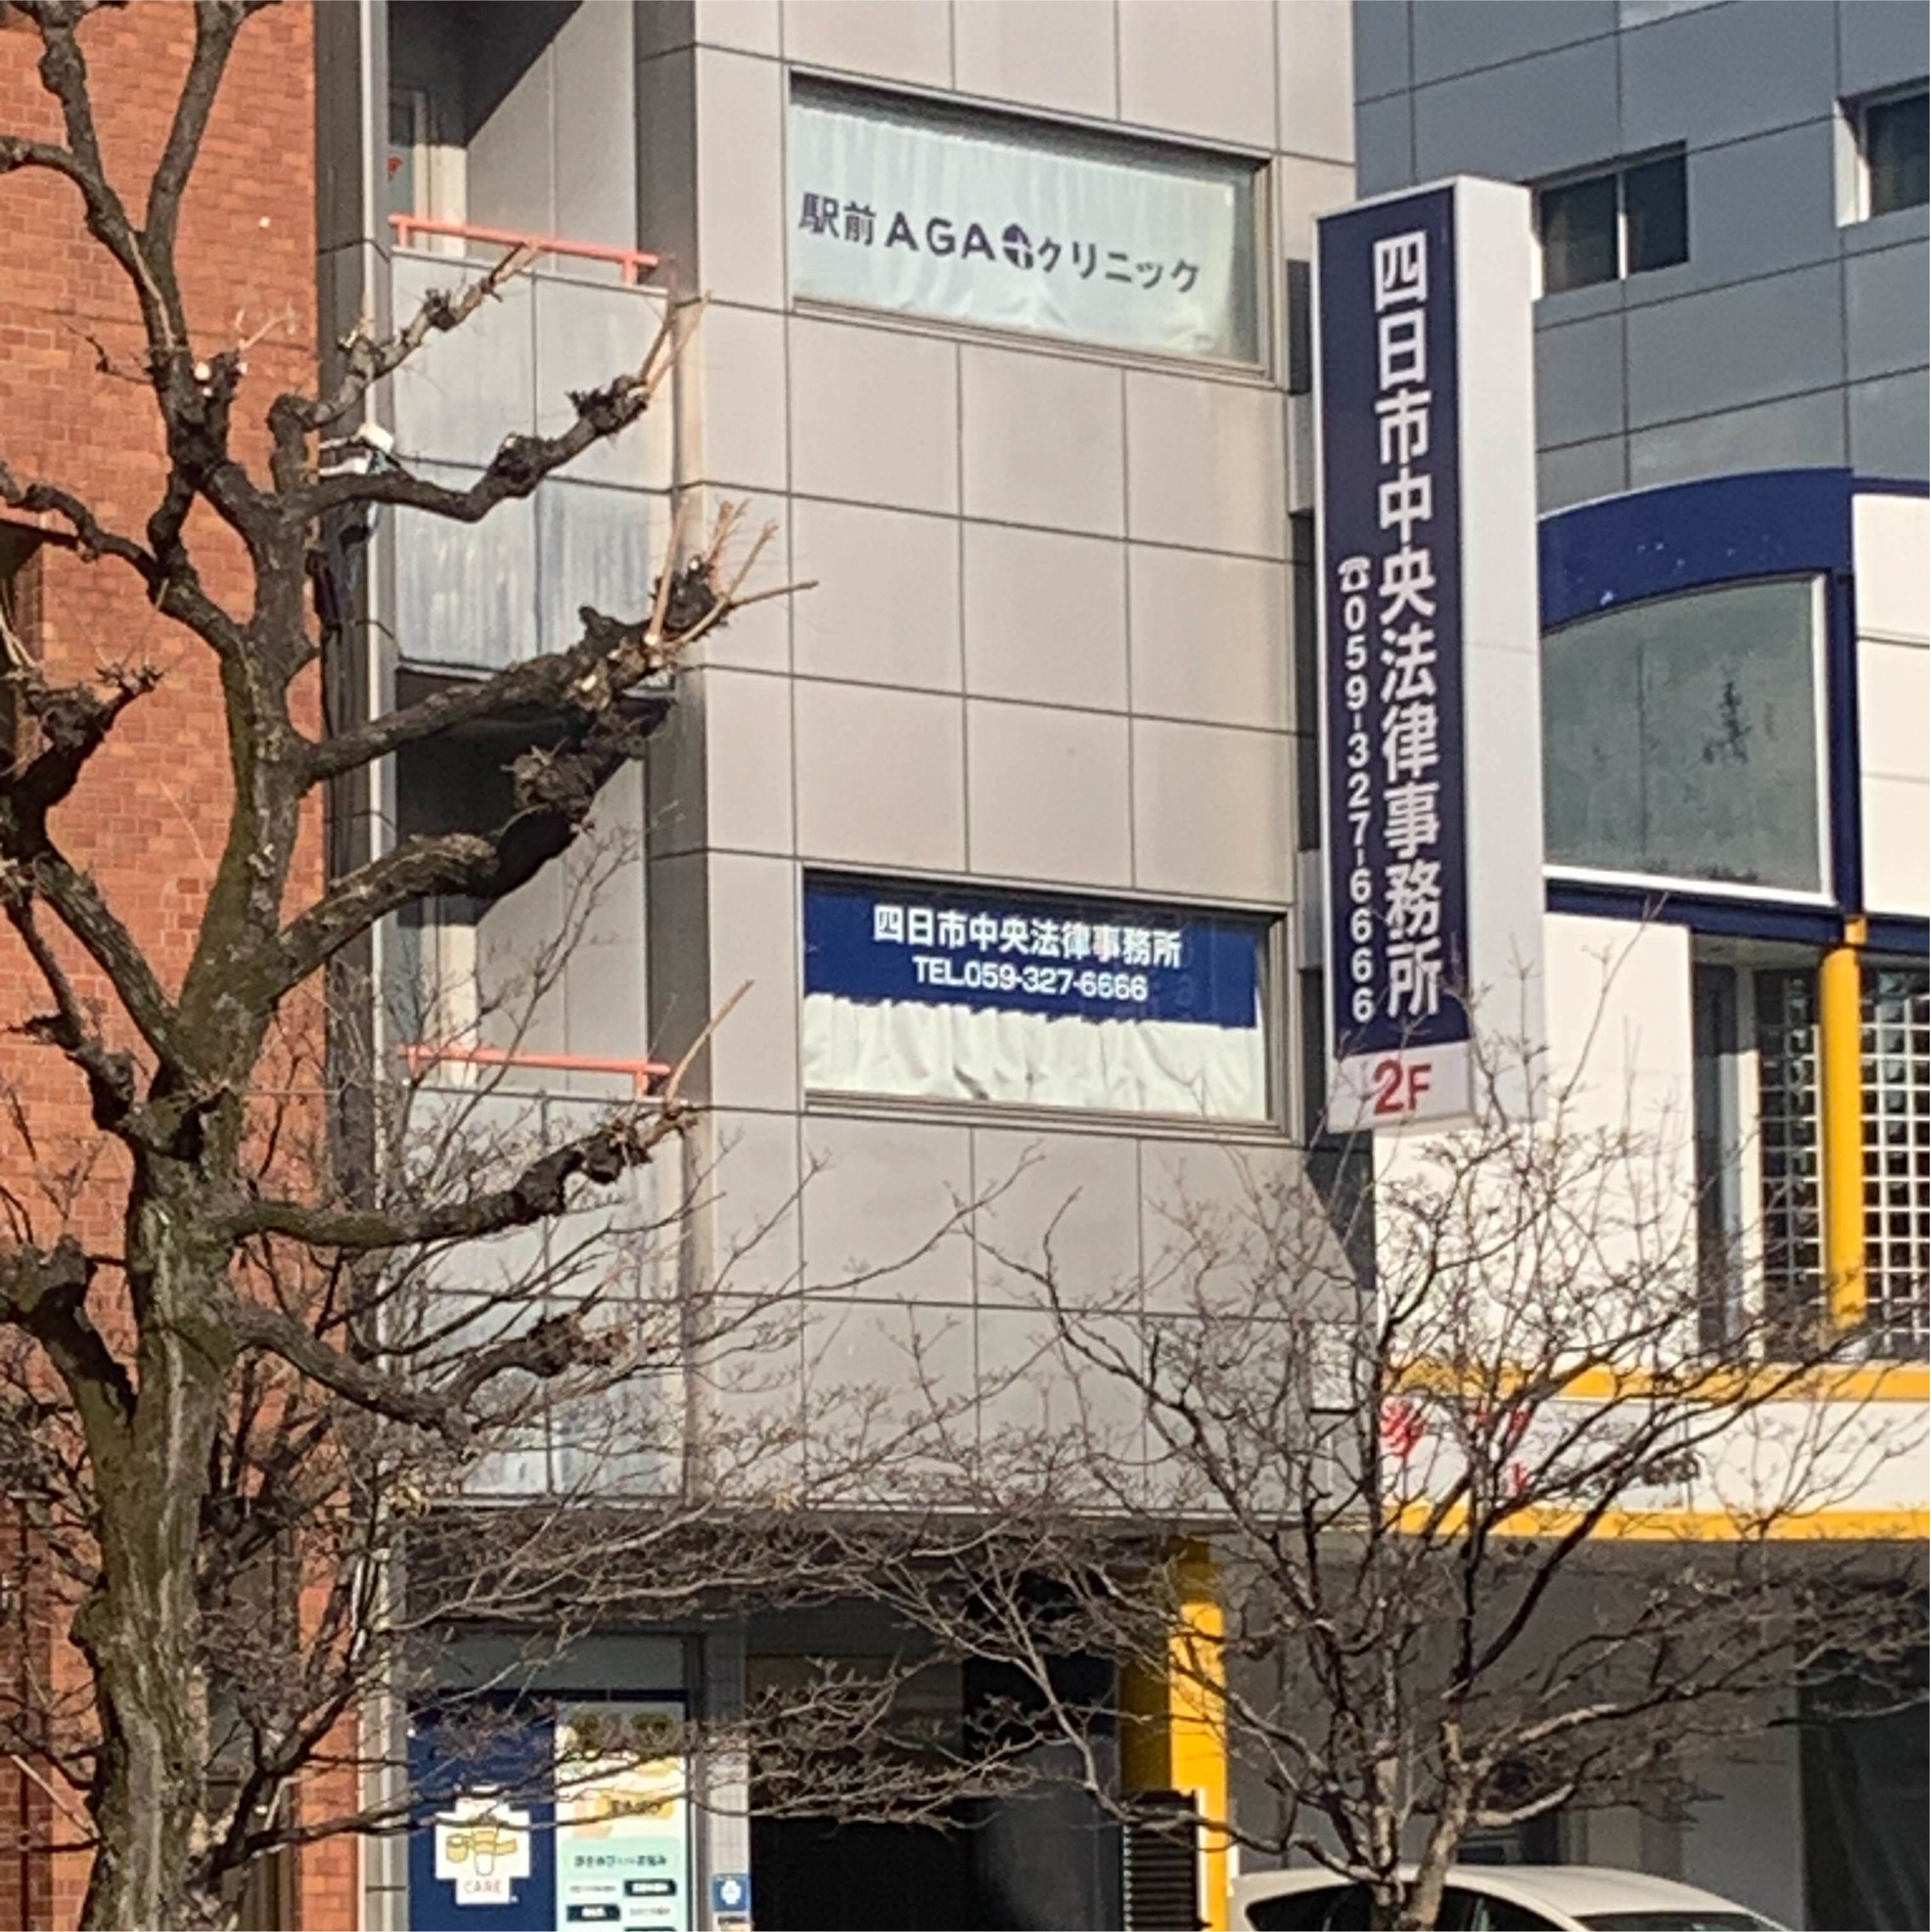 駅前AGAクリニック
四日市中央法律事務所
☎059-327-6666
2F
四日市中央法律事務所
TEL.059-327-6666
CARE